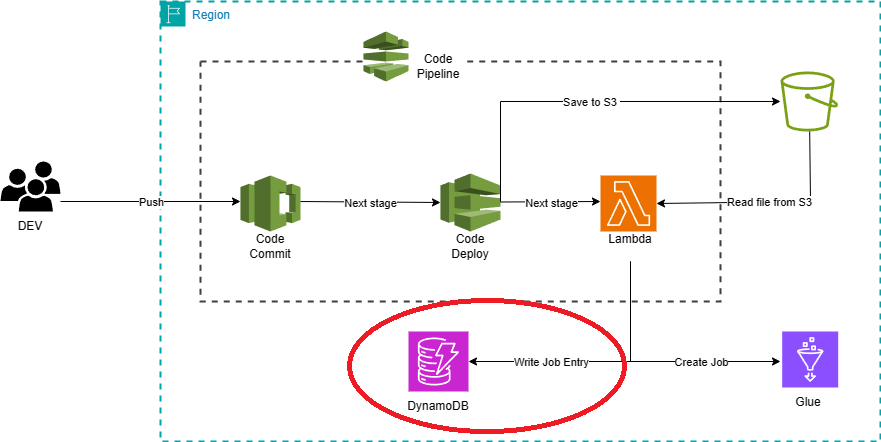 Region
Code
Pipeline
Save to S3
Push
Next stage
Next stage
Read file from S3
DEV
Code
Commit
Code
Deploy
Lambda
Write Job Entry
Create Job
DynamoDB
Glue